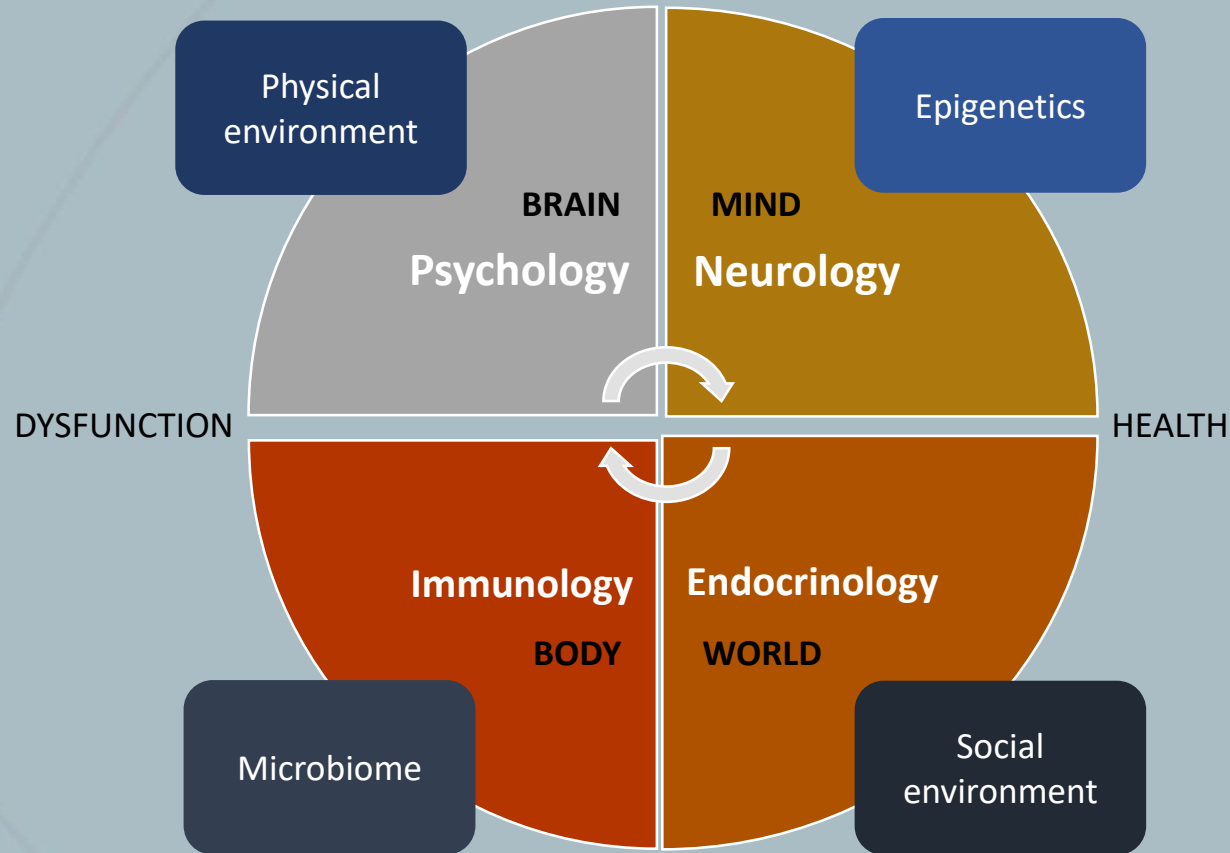 Physical
environment
Epigenetics
BRAIN
MIND
Psychology
Neurology
DYSFUNCTION
HEALTH
Immunology
Endocrinology
BODY
WORLD
Microbiome
Social
environment